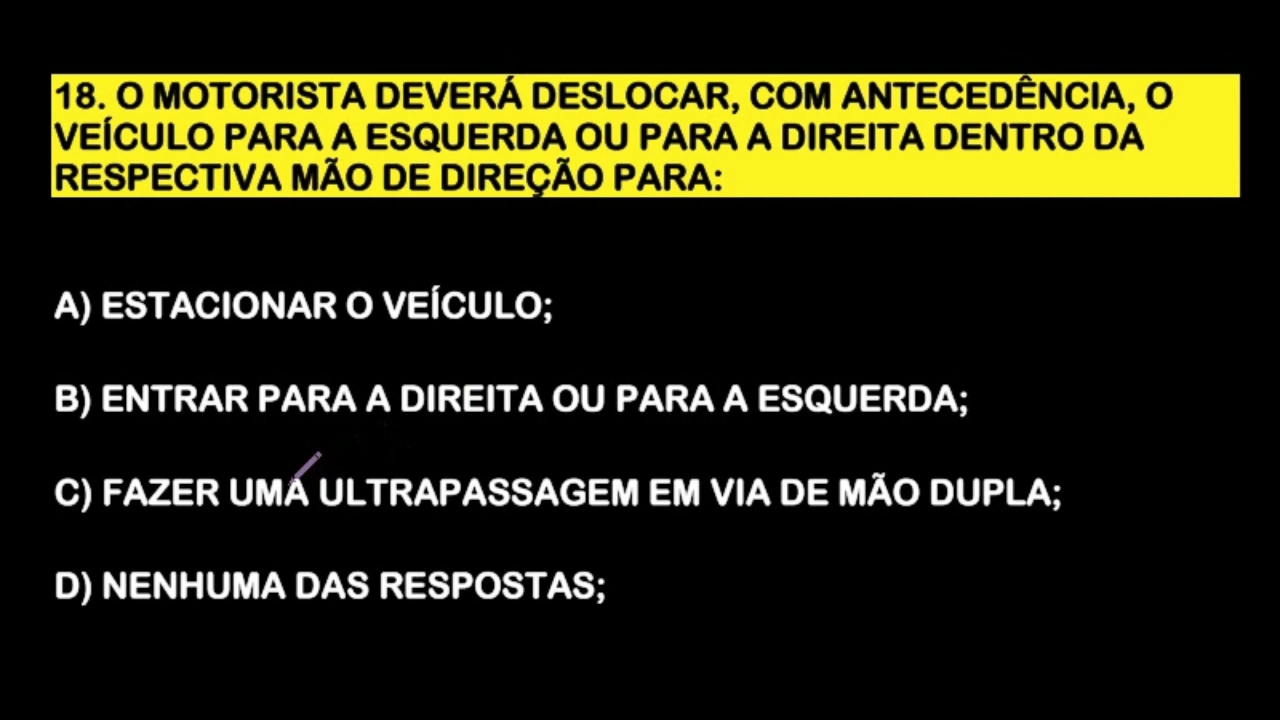 18. O MOTORISTA DEVERÁ DESLOCAR, COM ANTECEDÊNCIA, O
VEÍCULO PARA A ESQUERDA OU PARA A DIREITA DENTRO DA
RESPECTIVA MÃO DE DIREÇÃO PARA:
A) ESTACIONAR O VEÍCULO;
B) ENTRAR PARA A DIREITA OU PARA A ESQUERDA;
C) FAZER UMA ULTRAPASSAGEM EM VIA DE MÃO DUPLA;
D) NENHUMA DAS RESPOSTAS;